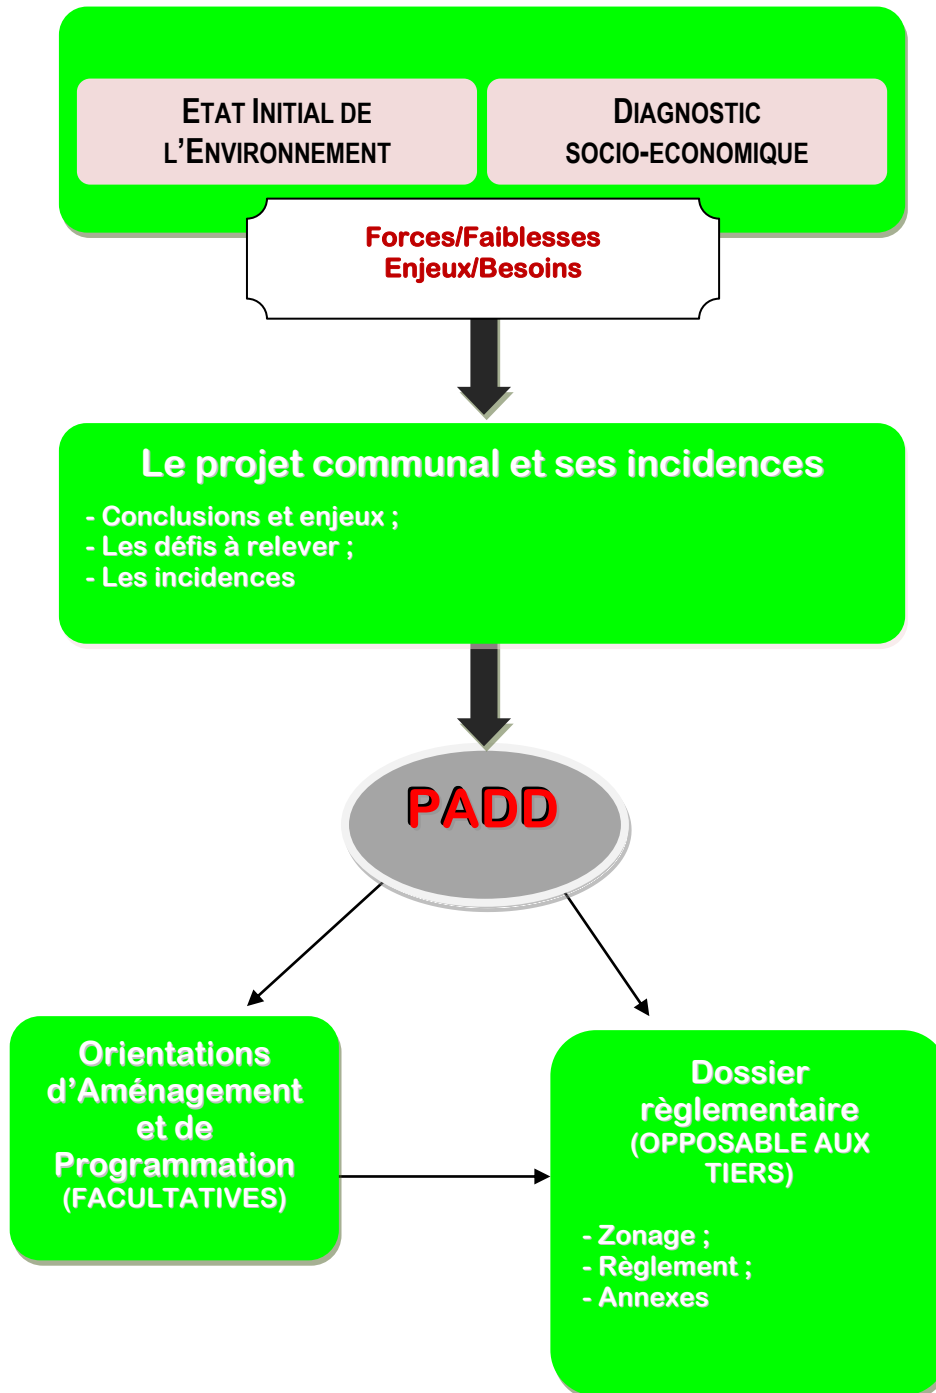 ETAT INITIAL DE
L'ENVIRONNEMENT
DIAGNOSTIC
SOCIO-ECONOMIQUE
Forces/Faiblesses
Enjeux/Besoins
Le projet communal et ses incidences
- Conclusions et enjeux ;
- Les défis à relever ;
- Les incidences
PADD
Orientations
d'Aménagement
et de
Programmation
(FACULTATIVES)
Dossier
règlementaire
(OPPOSABLE AUX
TIERS)
- Zonage ;
- Règlement ;
- Annexes